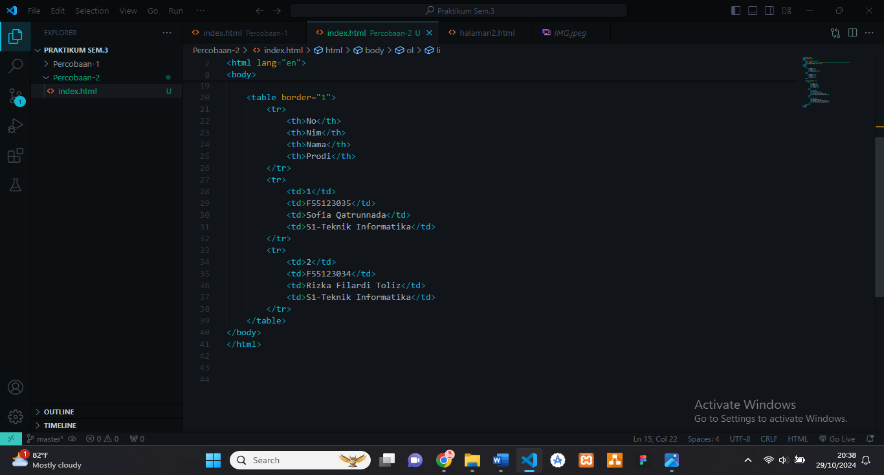 File Edit Selection View Go Run ...
Praktikum Sem.3
EXPLORER ...
PRAKTIKUM SEM.3
Percobaan-1
Percobaan-2
index.html U
index.html Percobaan-1
index.html Percobaan-2 U
halaman2.html
IMG.jpeg
Percobaan-2 > index.html > html > body > ol > li
<html lang="en">
8 <body>
19
20 <table border="1">
21 <tr>
22 <th>No</th>
23 <th>Nim</th>
24 <th>Nama</th>
25 <th>Prodi</th>
26 </tr>
27 <tr>
28 <td>1</td>
29 <td>F55123035</td>
30 <td>Sofia Qatrunnada</td>
31 <td>S1-Teknik Informatika</td>
32 </tr>
33 <tr>
34 <td>2</td>
35 <td>F55123034</td>
36 <td>Rizka Filardi Toliz</td>
37 <td>S1-Teknik Informatika</td>
38 </tr>
39 </table>
40 </body>
41 </html>
42
43
44
OUTLINE
TIMELINE
Activate Windows
Go to Settings to activate Windows.
master* 0 0 0
Ln 15, Col 22 Spaces: 4 UTF-8 CRLF HTML Go Live
82°F
Mostly cloudy
Search
20:38
29/10/2024